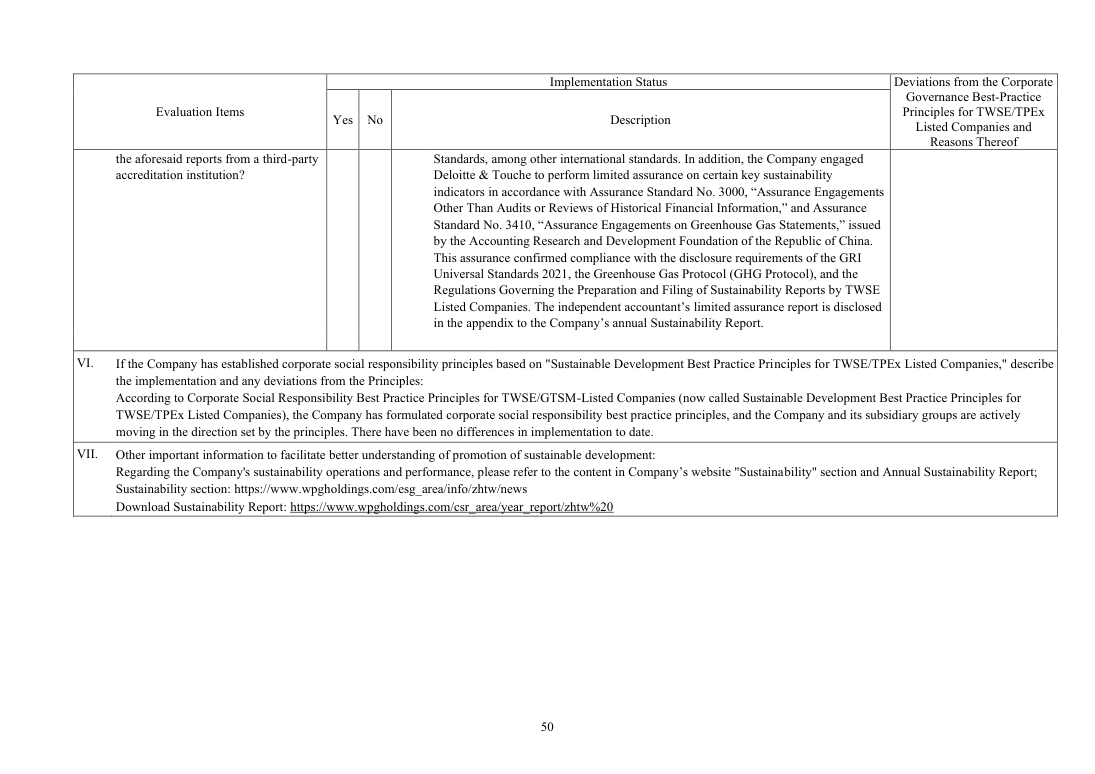 Evaluation Items
Implementation Status
Deviations from the Corporate
Governance Best-Practice
Principles for TWSE/TPEx
Listed Companies and
Reasons Thereof
Yes
No
Description
the aforesaid reports from a third-party
accreditation institution?
Standards, among other international standards. In addition, the Company engaged
Deloitte & Touche to perform limited assurance on certain key sustainability
indicators in accordance with Assurance Standard No. 3000, “Assurance Engagements
Other Than Audits or Reviews of Historical Financial Information,” and Assurance
Standard No. 3410, “Assurance Engagements on Greenhouse Gas Statements,” issued
by the Accounting Research and Development Foundation of the Republic of China.
This assurance confirmed compliance with the disclosure requirements of the GRI
Universal Standards 2021, the Greenhouse Gas Protocol (GHG Protocol), and the
Regulations Governing the Preparation and Filing of Sustainability Reports by TWSE
Listed Companies. The independent accountant’s limited assurance report is disclosed
in the appendix to the Company’s annual Sustainability Report.
VI. If the Company has established corporate social responsibility principles based on "Sustainable Development Best Practice Principles for TWSE/TPEx Listed Companies," describe
the implementation and any deviations from the Principles:
According to Corporate Social Responsibility Best Practice Principles for TWSE/GTSM-Listed Companies (now called Sustainable Development Best Practice Principles for
TWSE/TPEx Listed Companies), the Company has formulated corporate social responsibility best practice principles, and the Company and its subsidiary groups are actively
moving in the direction set by the principles. There have been no differences in implementation to date.
VII. Other important information to facilitate better understanding of promotion of sustainable development:
Regarding the Company's sustainability operations and performance, please refer to the content in Company’s website "Sustainability" section and Annual Sustainability Report;
Sustainability section: https://www.wpgholdings.com/esg_area/info/zhtw/news
Download Sustainability Report: https://www.wpgholdings.com/csr_area/year_report/zhtw%20
50